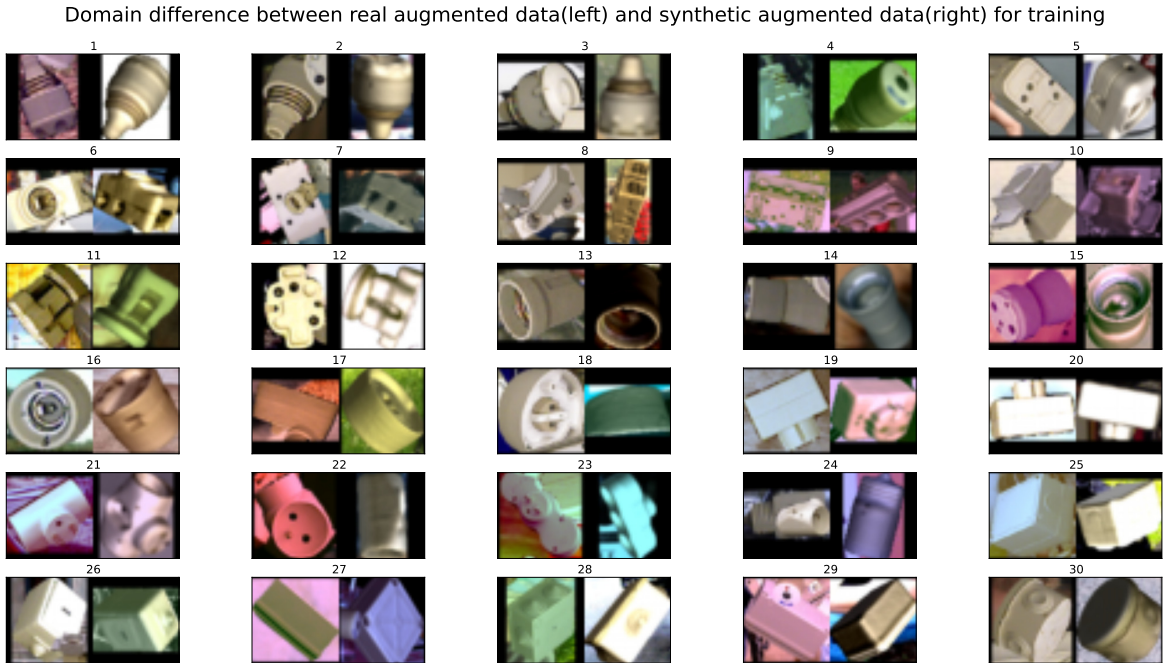 Domain difference between real augmented data(left) and synthetic augmented data(right) for training
1 2 3 4 5
6 7 8 9 10
11 12 13 14 15
16 17 18 19 20
21 22 23 24 25
26 27 28 29 30